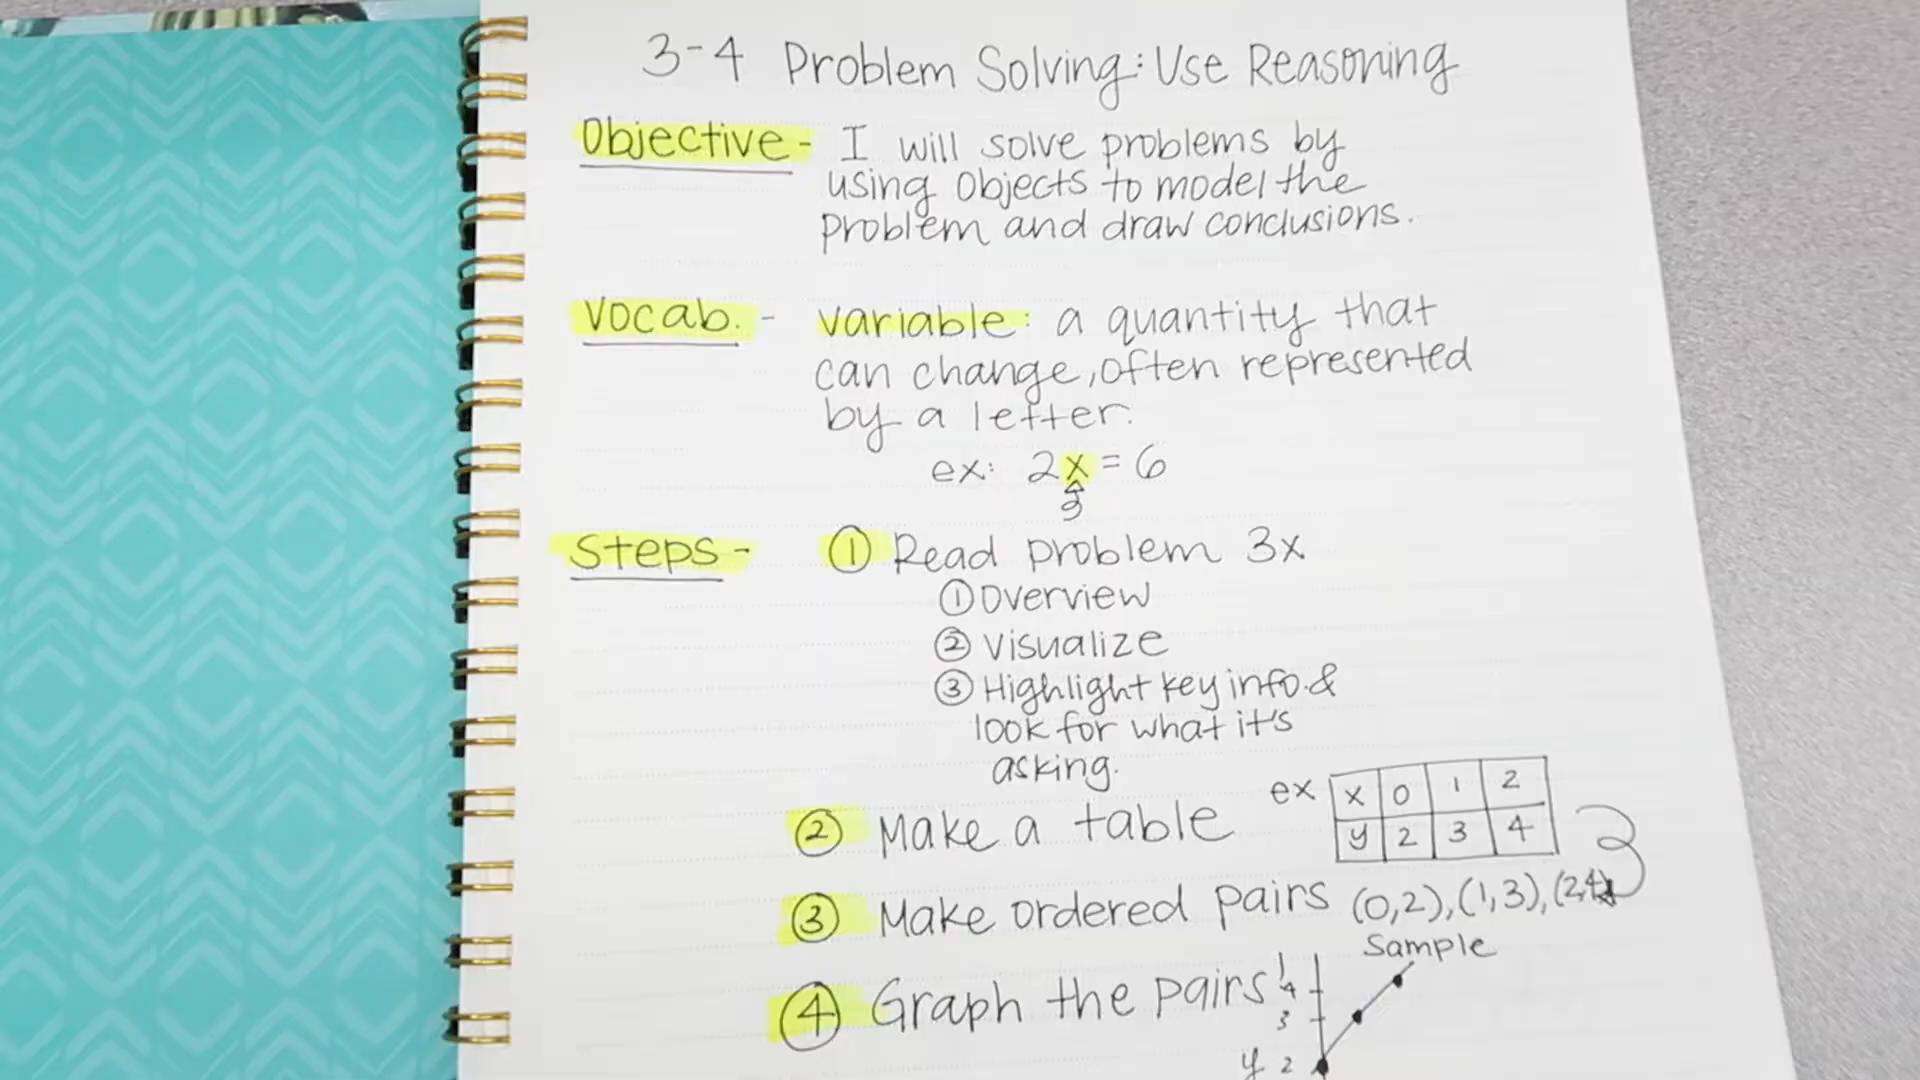 3-4 Problem Solving: Use Reasoning
Objective- I will solve problems by
using objects to model the
problem and draw conclusions.
Vocab. - variable: a quantity that
can change, often represented
by a letter.
ex: 2x = 6
3
Steps- ① Read problem 3x
① Overview
② Visualize
③ Highlight key info. &
look for what it's
asking.
② Make a table ex
x 0 1 2
y 2 3 4
③ Make ordered pairs (0,2), (1,3), (2,4)
Sample
④ Graph the pairs
4
3
y 2